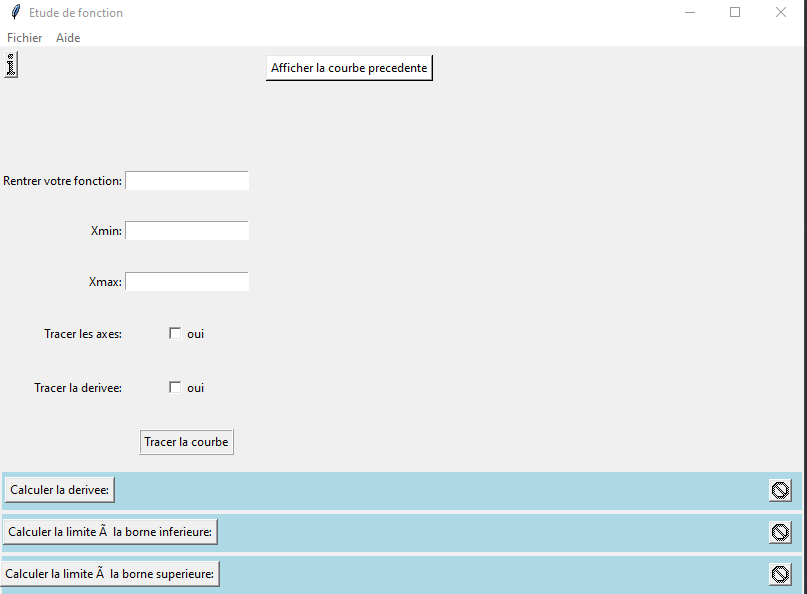 Etude de fonction
Fichier Aide
i
Afficher la courbe precedente
Rentrer votre fonction:
Xmin:
Xmax:
Tracer les axes: oui
Tracer la derivee: oui
Tracer la courbe
Calculer la derivee:
Calculer la limite Ã  la borne inferieure:
Calculer la limite Ã  la borne superieure: